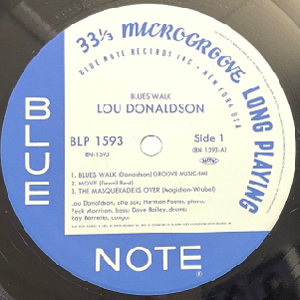 33⅓ MICROGROOVE LONG PLAYING
BLUE NOTE RECORDS INC • NEW YORK USA
BLUES WALK
LOU DONALDSON
BLP 1593
Side 1
BN-1593
(BN 1593-A)
1. BLUES WALK (Donaldson) GROOVE MUSIC-BMI
2. MOVE (Denzil Best)
3. THE MASQUERADE IS OVER (Magidson-Wrubel)
Lou Donaldson, alto sax; Herman Foster, piano;
Peck Morrison, bass; Dave Bailey, drums;
Ray Barretto, conga
BLUE
NOTE
®